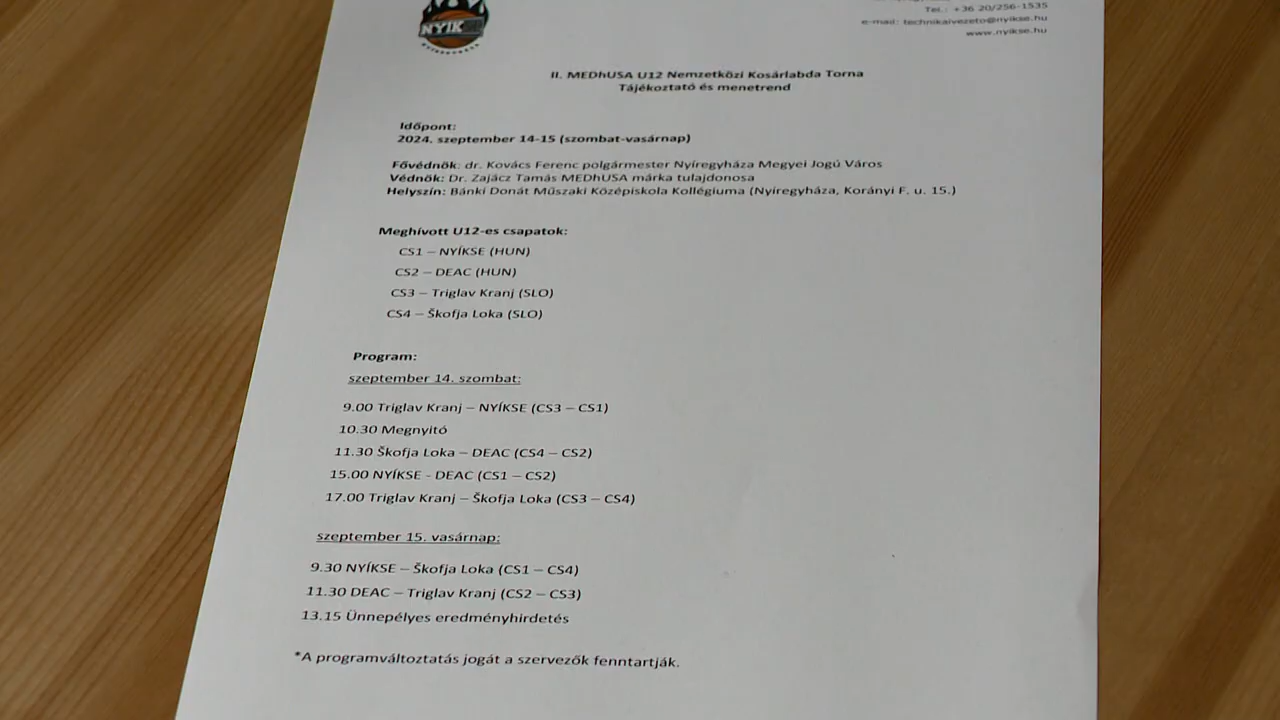 NYIK
Tel.: +36 20/256-1535
e-mail: technikaivezeto@nyikse.hu
www.nyikse.hu
II. MEDhUSA U12 Nemzetközi Kosárlabda Torna
Tájékoztató és menetrend
Időpont:
2024. szeptember 14-15 (szombat-vasárnap)
Fővédnök: dr. Kovács Ferenc polgármester Nyíregyháza Megyei Jogú Város
Védnök: Dr. Zajácz Tamás MEDhUSA márka tulajdonosa
Helyszín: Bánki Donát Műszaki Középiskola Kollégiuma (Nyíregyháza, Korányi F. u. 15.)
Meghívott U12-es csapatok:
CS1 – NYÍKSE (HUN)
CS2 – DEAC (HUN)
CS3 – Triglav Kranj (SLO)
CS4 – Škofja Loka (SLO)
Program:
szeptember 14. szombat:
9.00 Triglav Kranj – NYÍKSE (CS3 – CS1)
10.30 Megnyitó
11.30 Škofja Loka – DEAC (CS4 – CS2)
15.00 NYÍKSE - DEAC (CS1 – CS2)
17.00 Triglav Kranj – Škofja Loka (CS3 – CS4)
szeptember 15. vasárnap:
9.30 NYÍKSE – Škofja Loka (CS1 – CS4)
11.30 DEAC – Triglav Kranj (CS2 – CS3)
13.15 Ünnepélyes eredményhirdetés
*A programváltoztatás jogát a szervezők fenntartják.